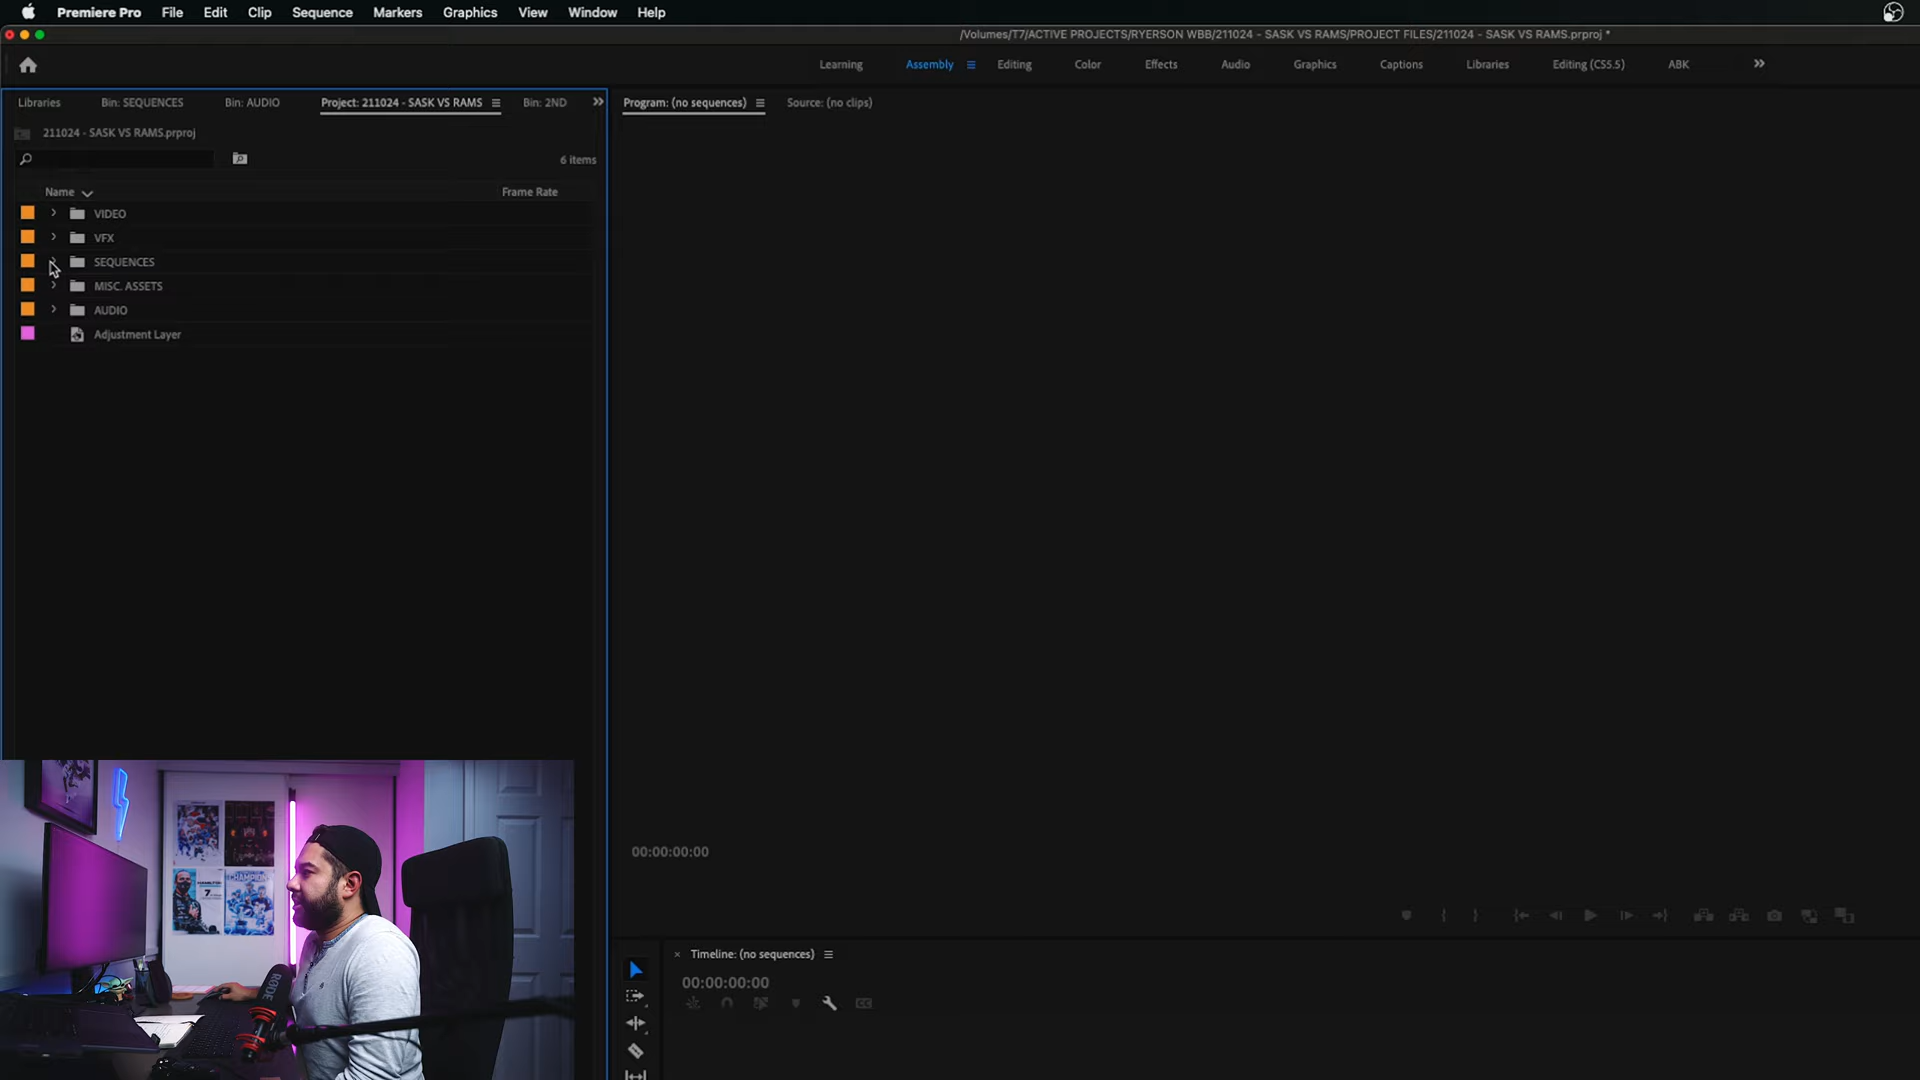 Premiere Pro File Edit Clip Sequence Markers Graphics View Window Help
/Volumes/T7/ACTIVE PROJECTS/RYERSON WBB/211024 - SASK VS RAMS/PROJECT FILES/211024 - SASK VS RAMS.prproj *
Learning Assembly Editing Color Effects Audio Graphics Captions Libraries Editing (CS5.5) ABK
Libraries Bin: SEQUENCES Bin: AUDIO Project: 211024 - SASK VS RAMS Bin: 2ND
Program: (no sequences) Source: (no clips)
211024 - SASK VS RAMS.prproj
6 items
Name Frame Rate
VIDEO
VFX
SEQUENCES
MISC. ASSETS
AUDIO
Adjustment Layer
00:00:00:00
Timeline: (no sequences)
00:00:00:00
RØDE